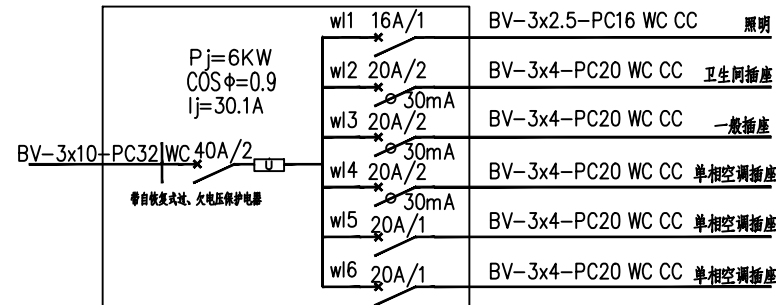 wl1 16A/1 BV-3x2.5-PC16 WC CC 照明
Pj=6KW
COSΦ=0.9
Ij=30.1A
wl2 20A/2 BV-3x4-PC20 WC CC 卫生间插座
30mA
wl3 20A/2 BV-3x4-PC20 WC CC 一般插座
30mA
BV-3x10-PC32 WC 40A/2 U
wl4 20A/2 BV-3x4-PC20 WC CC 单相空调插座
30mA
带自恢复式过、欠电压保护电器
wl5 20A/1 BV-3x4-PC20 WC CC 单相空调插座
wl6 20A/1 BV-3x4-PC20 WC CC 单相空调插座